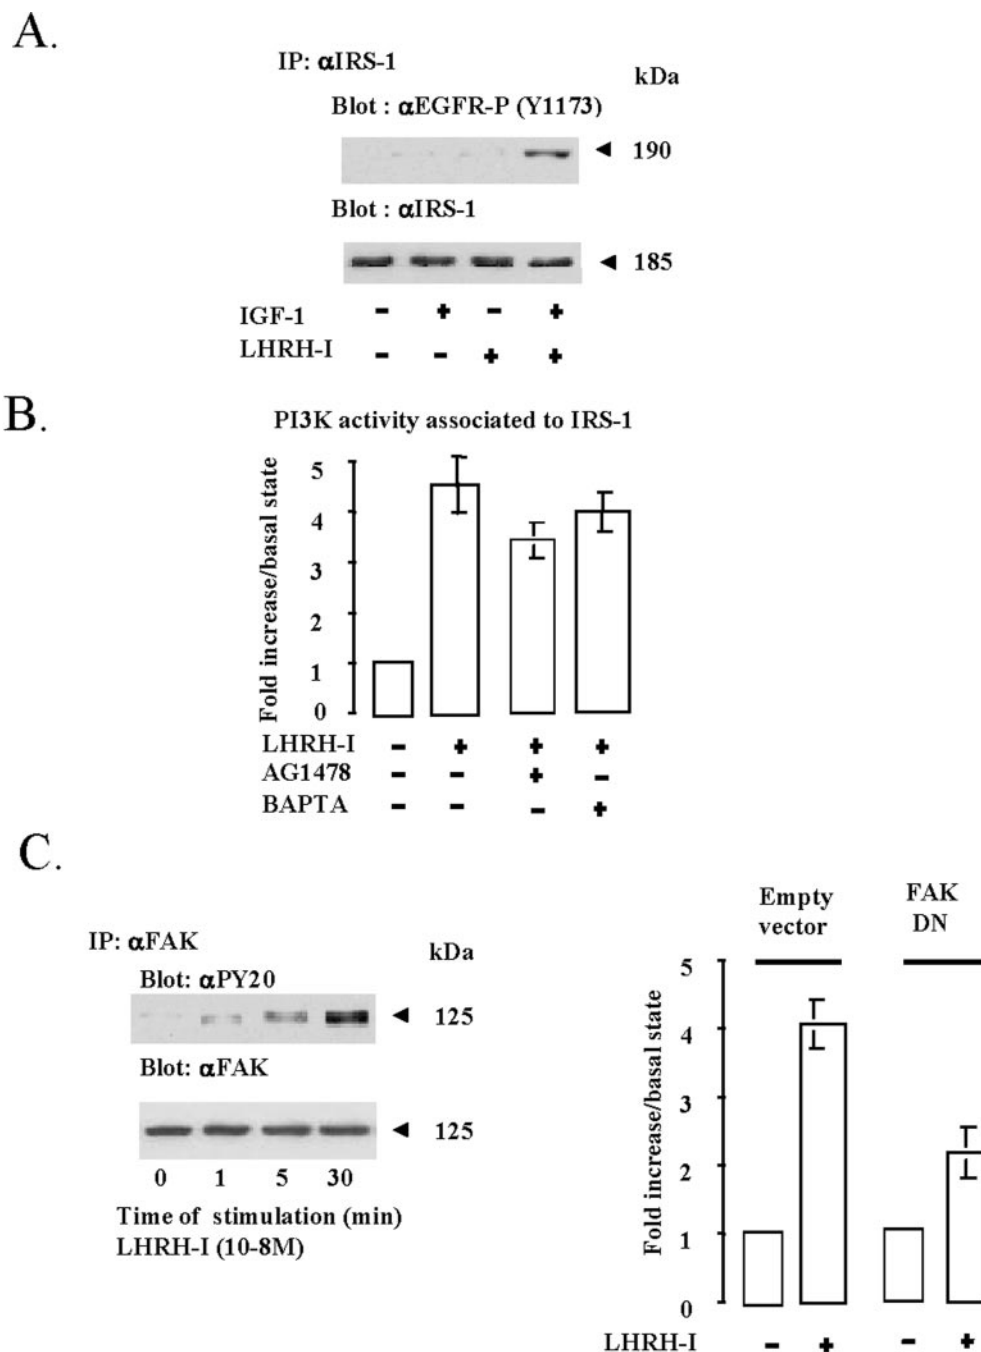 A.
IP: αIRS-1
kDa
Blot : αEGFR-P (Y1173)
190
Blot : αIRS-1
185
IGF-1 - + - +
LHRH-I - - + +
B.
PI3K activity associated to IRS-1
Fold increase/basal state
5
4
3
2
1
0
LHRH-I - + + +
AG1478 - - + -
BAPTA - - - +
C.
IP: αFAK
kDa
Blot: αPY20
125
Blot: αFAK
125
0 1 5 30
Time of stimulation (min)
LHRH-I (10-8M)
Empty vector
FAK DN
Fold increase/basal state
5
4
3
2
1
0
LHRH-I - + - +